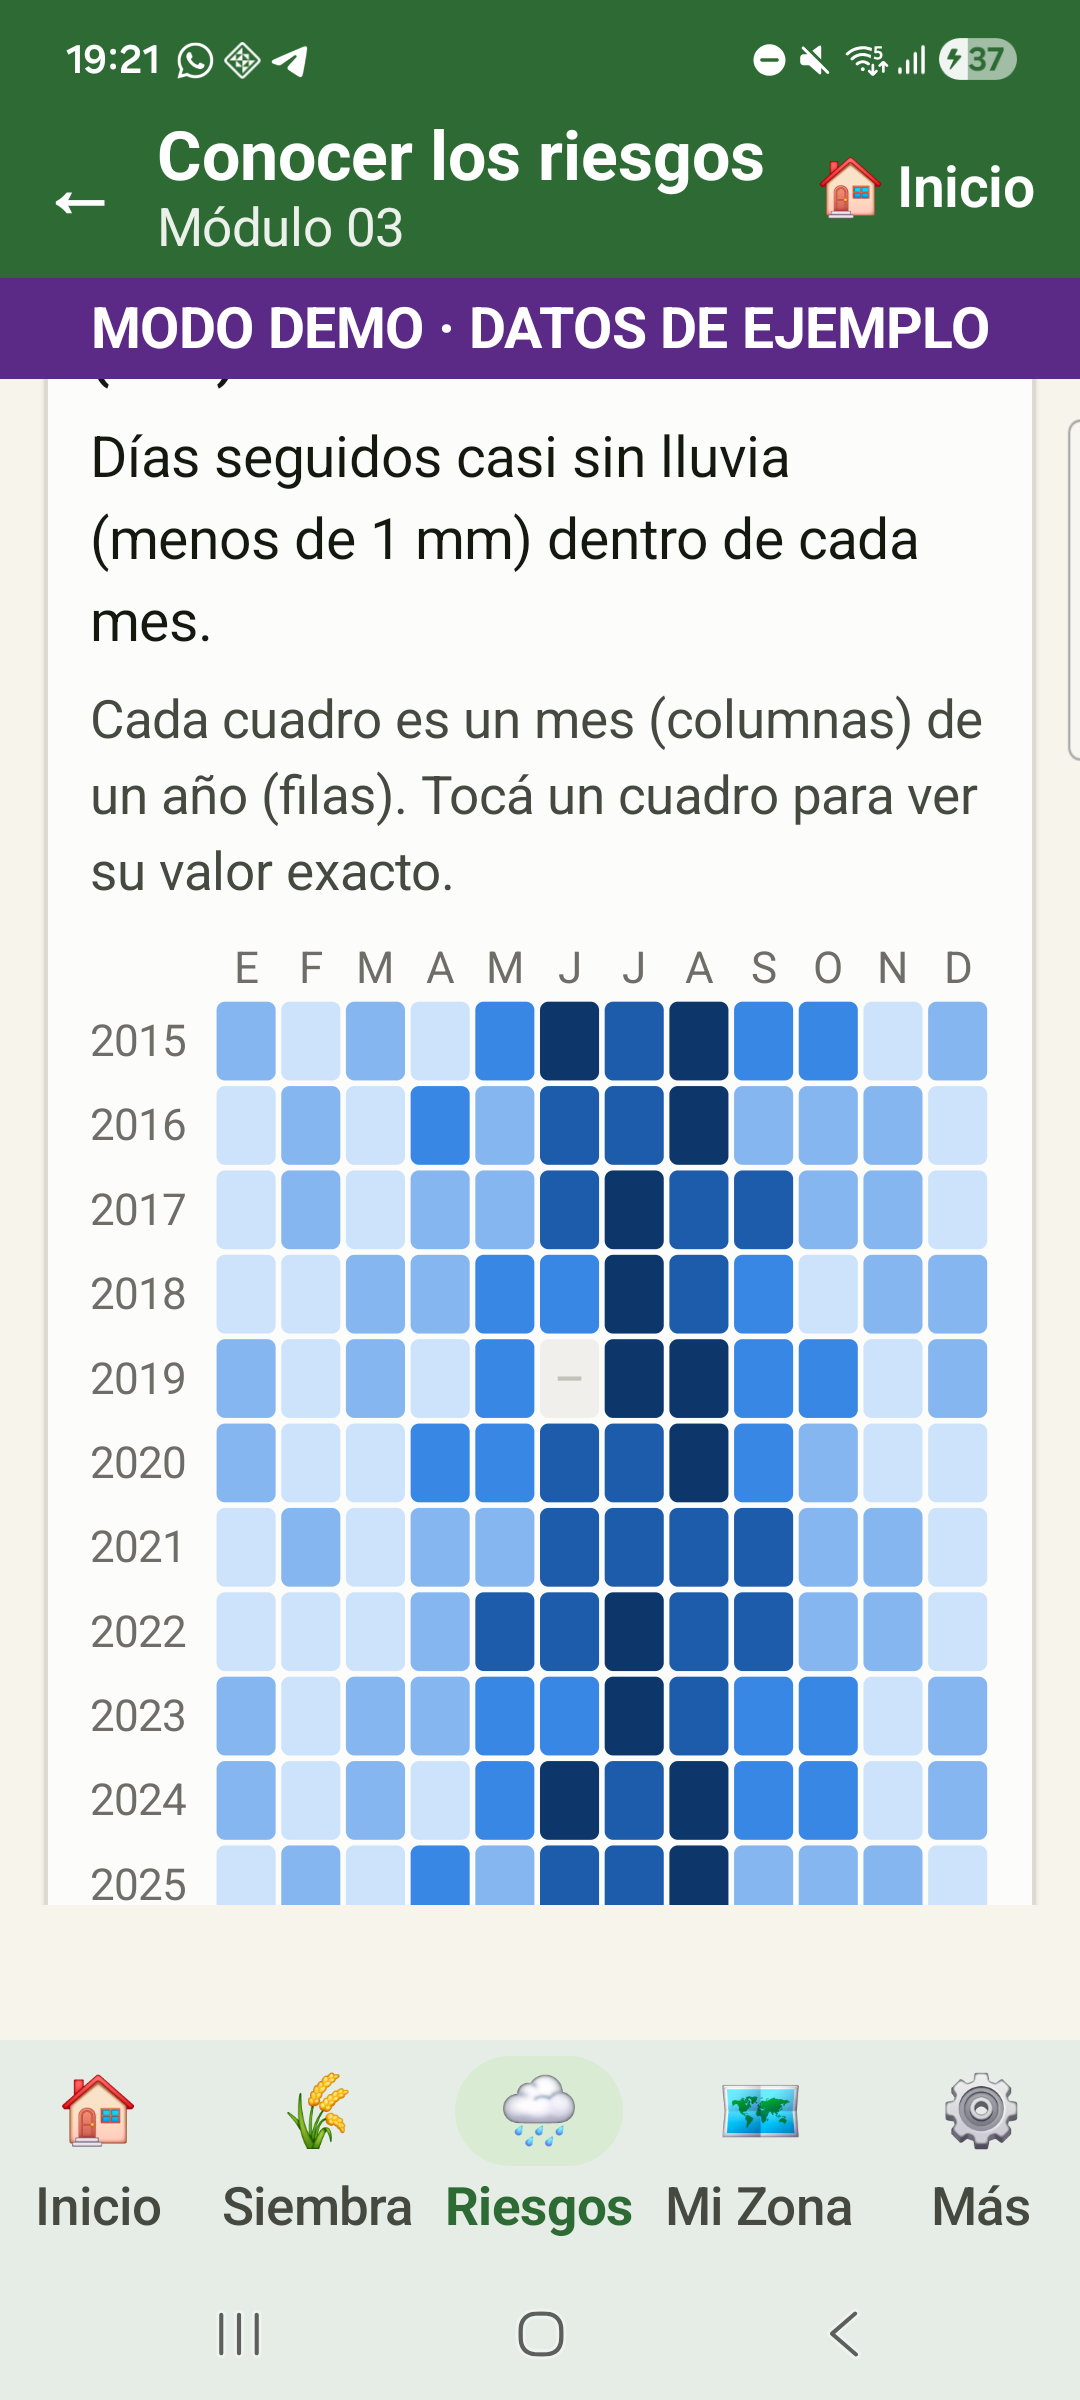 19:21
5
37
Conocer los riesgos
Módulo 03
Inicio
MODO DEMO · DATOS DE EJEMPLO
Días seguidos casi sin lluvia
(menos de 1 mm) dentro de cada
mes.
Cada cuadro es un mes (columnas) de
un año (filas). Tocá un cuadro para ver
su valor exacto.
E F M A M J J A S O N D
2015
2016
2017
2018
2019 –
2020
2021
2022
2023
2024
2025
Inicio Siembra Riesgos Mi Zona Más